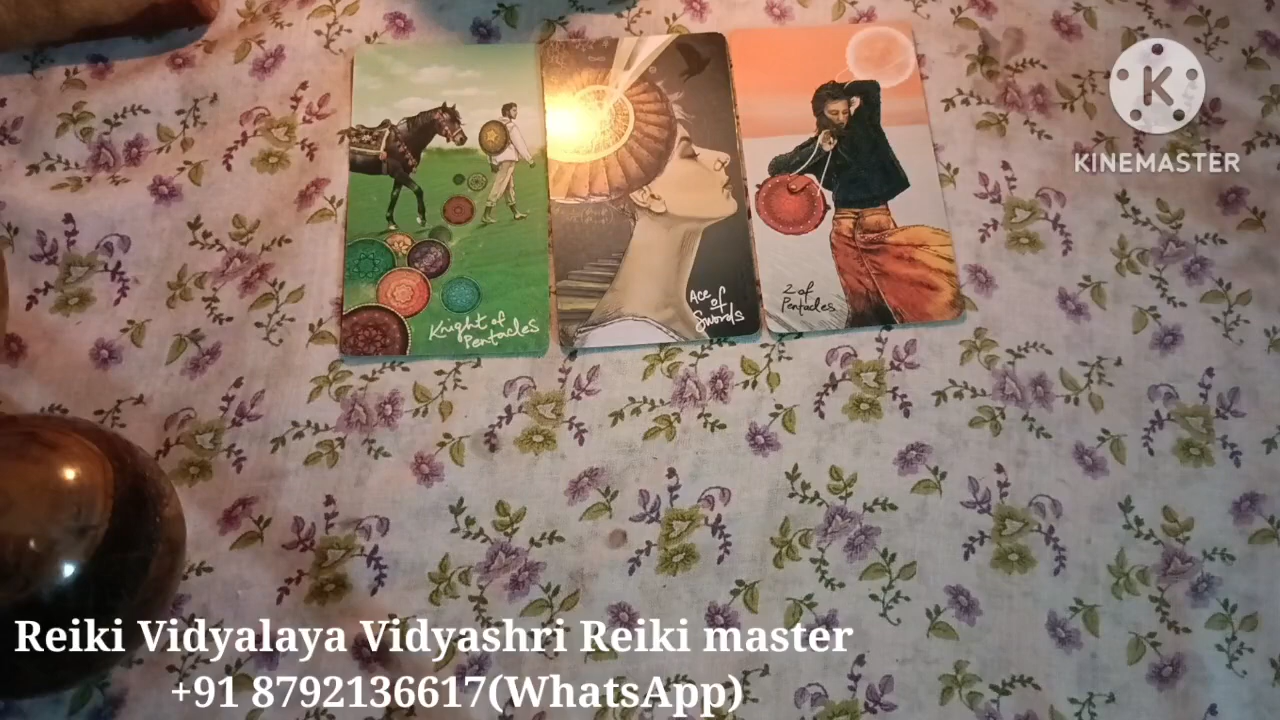 K
KINEMASTER
Knight of
Pentacles
Ace
of
Swords
2 of
Pentacles
Reiki Vidyalaya Vidyashri Reiki master
+91 8792136617(WhatsApp)